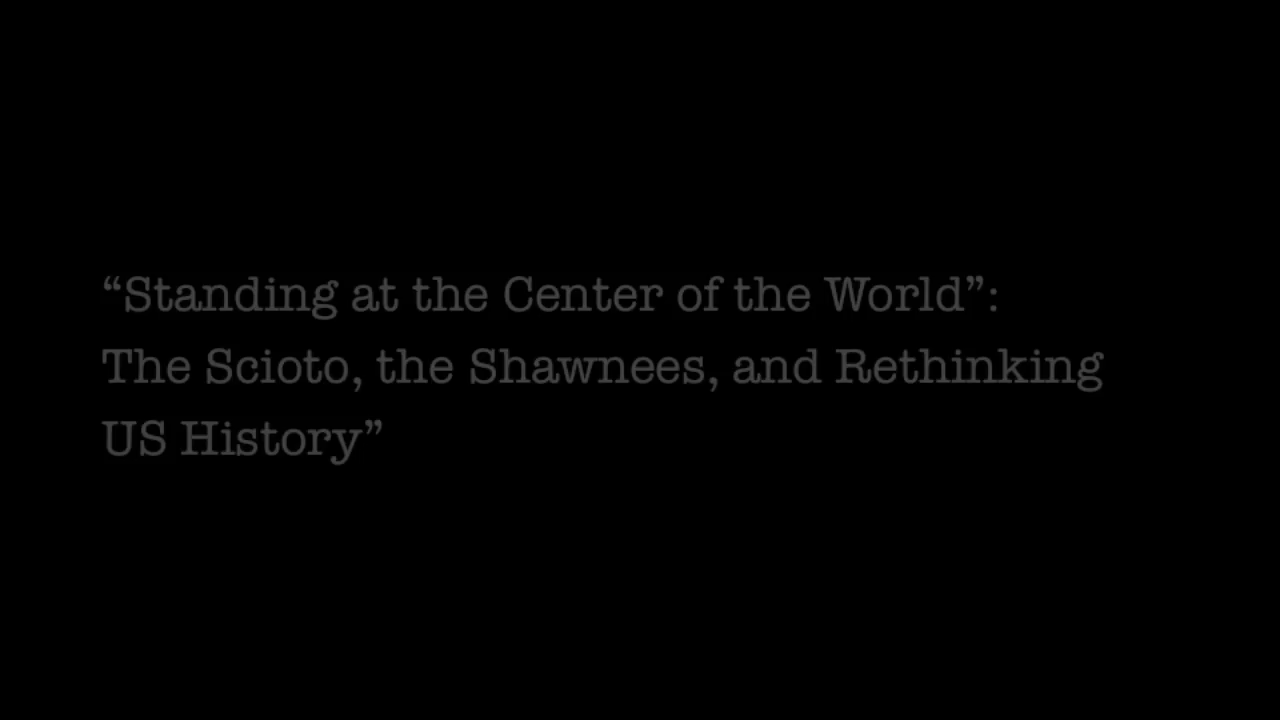 “Standing at the Center of the World”:
The Scioto, the Shawnees, and Rethinking
US History”